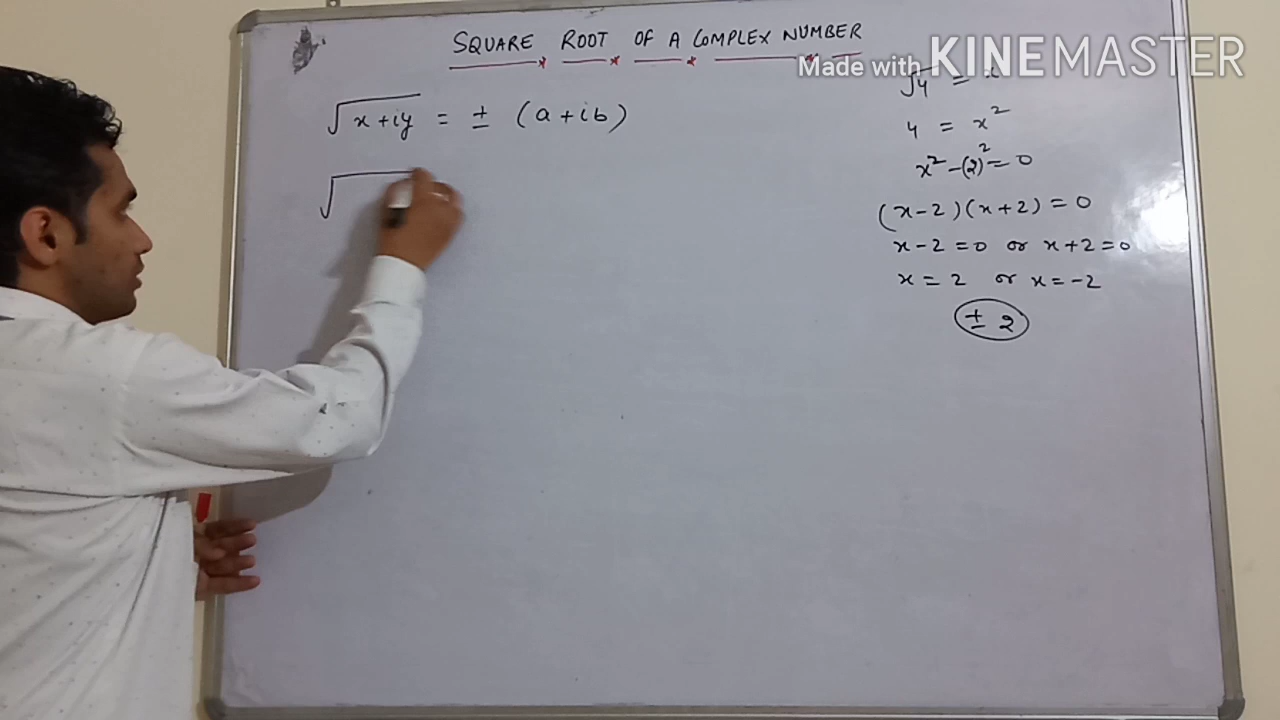 SQUARE ROOT OF A COMPLEX NUMBER
Made with KINEMASTER
√x+iy = ± (a+ib)
√4 = x
4 = x²
x² - (2)² = 0
(x-2)(x+2) = 0
x-2 = 0 or x+2 = 0
x = 2 or x = -2
± 2
√